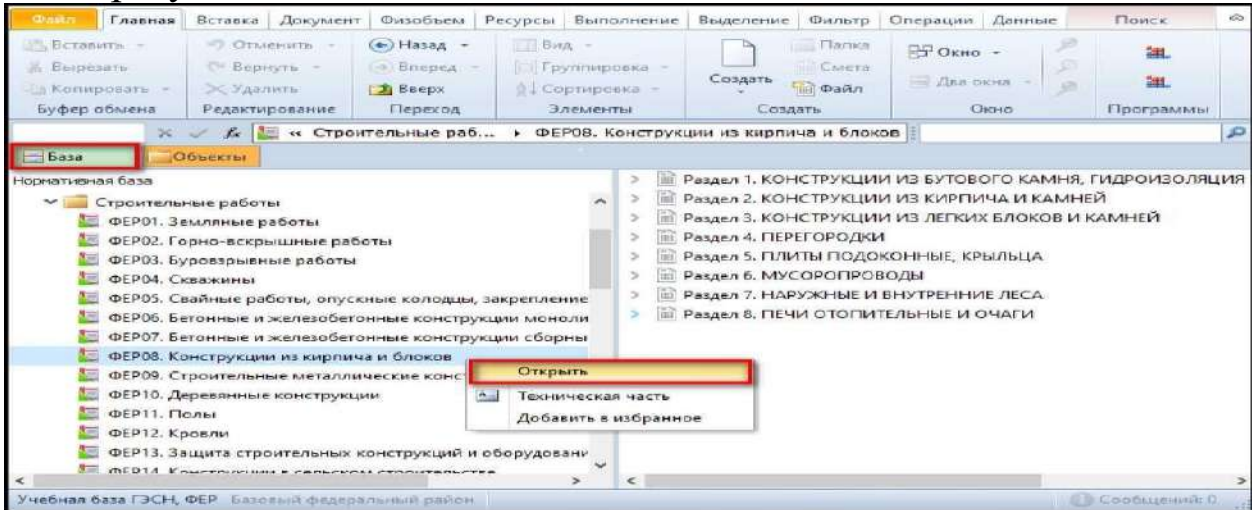 Файл Главная Вставка Документ Физобъем Ресурсы Выполнение Выделение Фильтр Операции Данные Поиск
Вставить Отменить Назад Вид Папка Окно
Вырезать Вернуть Вперед Группировка Создать Смета Два окна
Копировать Удалить Вверх Сортировка Файл
Буфер обмена Редактирование Переход Элементы Создать Окно Программы
fx « Строительные раб... ФЕР08. Конструкции из кирпича и блоков
База Объекты
Нормативная база
Строительные работы
ФЕР01. Земляные работы
ФЕР02. Горно-вскрышные работы
ФЕР03. Буровзрывные работы
ФЕР04. Скважины
ФЕР05. Свайные работы, опускные колодцы, закрепление
ФЕР06. Бетонные и железобетонные конструкции моноли
ФЕР07. Бетонные и железобетонные конструкции сборны
ФЕР08. Конструкции из кирпича и блоков
ФЕР09. Строительные металлические конс
ФЕР10. Деревянные конструкции
ФЕР11. Полы
ФЕР12. Кровли
ФЕР13. Защита строительных конструкций и оборудовани
ФЕР14. Конструкции в сельском строительстве
Открыть
Техническая часть
Добавить в избранное
Раздел 1. КОНСТРУКЦИИ ИЗ БУТОВОГО КАМНЯ, ГИДРОИЗОЛЯЦИЯ
Раздел 2. КОНСТРУКЦИИ ИЗ КИРПИЧА И КАМНЕЙ
Раздел 3. КОНСТРУКЦИИ ИЗ ЛЕГКИХ БЛОКОВ И КАМНЕЙ
Раздел 4. ПЕРЕГОРОДКИ
Раздел 5. ПЛИТЫ ПОДОКОННЫЕ, КРЫЛЬЦА
Раздел 6. МУСОРОПРОВОДЫ
Раздел 7. НАРУЖНЫЕ И ВНУТРЕННИЕ ЛЕСА
Раздел 8. ПЕЧИ ОТОПИТЕЛЬНЫЕ И ОЧАГИ
Учебная база ГЭСН, ФЕР Базовый федеральный район Сообщений: 0